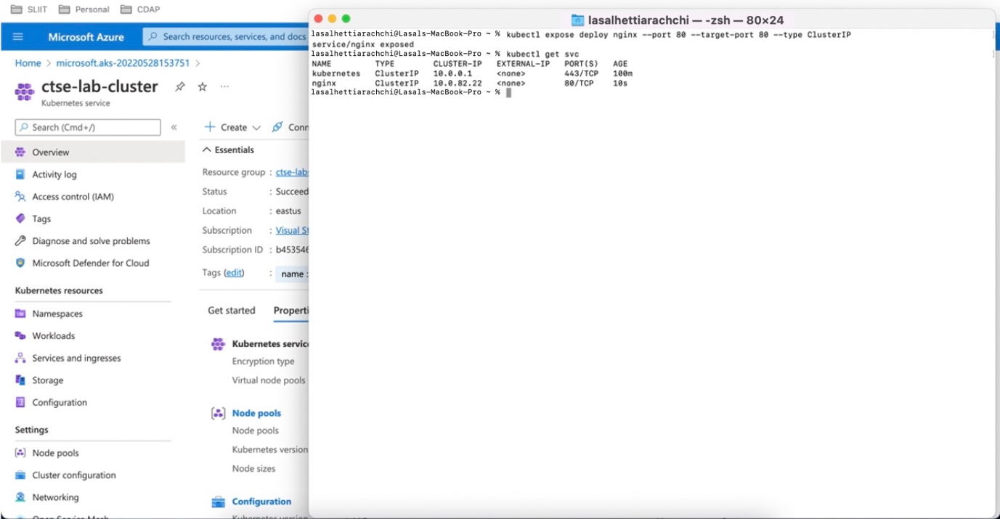 SLIIT Personal CDAP
Microsoft Azure
Search resources, services, and docs
Home > microsoft.aks-20220528153751 >
ctse-lab-cluster
Kubernetes service
Search (Cmd+/)
Overview
Activity log
Access control (IAM)
Tags
Diagnose and solve problems
Microsoft Defender for Cloud
Kubernetes resources
Namespaces
Workloads
Services and ingresses
Storage
Configuration
Settings
Node pools
Cluster configuration
Networking
Create Conn
Essentials
Resource group : ctse-lab
Status : Succeed
Location : eastus
Subscription : Visual St
Subscription ID : b453546
Tags (edit) : name :
Get started Properti
Kubernetes servic
Encryption type
Virtual node pools
Node pools
Node pools
Kubernetes version
Node sizes
Configuration
Kubernetes version
lasalhettiarachchi — -zsh — 80×24
lasalhettiarachchi@Lasals-MacBook-Pro ~ % kubectl expose deploy nginx --port 80 --target-port 80 --type ClusterIP
service/nginx exposed
lasalhettiarachchi@Lasals-MacBook-Pro ~ % kubectl get svc
NAME TYPE CLUSTER-IP EXTERNAL-IP PORT(S) AGE
kubernetes ClusterIP 10.0.0.1 <none> 443/TCP 100m
nginx ClusterIP 10.0.82.22 <none> 80/TCP 10s
lasalhettiarachchi@Lasals-MacBook-Pro ~ %